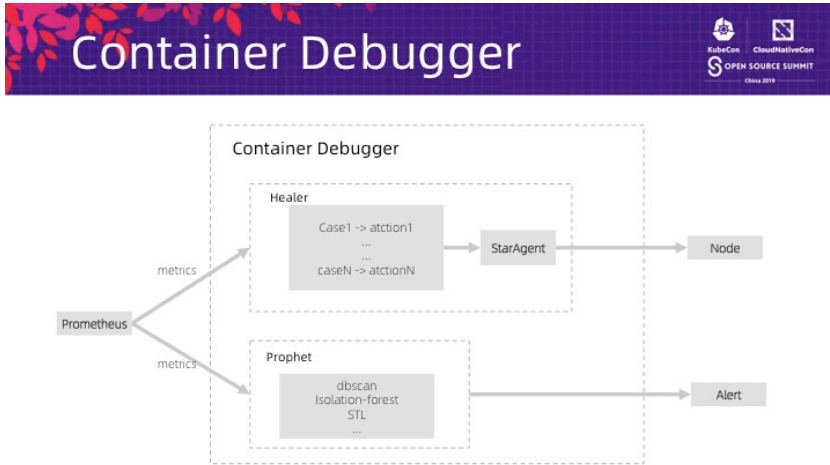 Container Debugger
KubeCon
CloudNativeCon
OPEN SOURCE SUMMIT
China 2019
Container Debugger
Healer
Case1 -> atction1
...
...
caseN -> atctionN
StarAgent
Node
metrics
Prometheus
metrics
Prophet
dbscan
Isolation-forest
STL
...
Alert